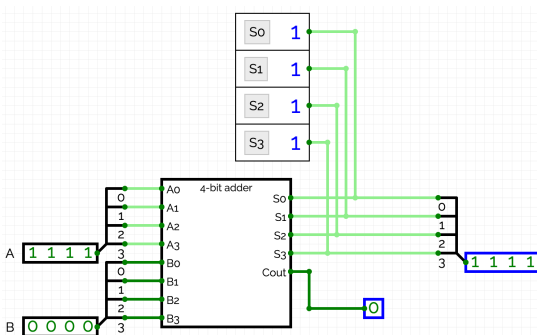 S0 1
S1 1
S2 1
S3 1
4-bit adder
A0
A1
A2
A3
B0
B1
B2
B3
S0
S1
S2
S3
Cout
0
1
2
3
0
1
2
3
0
1
2
3
A 1 1 1 1
B 0 0 0 0
1 1 1 1
0